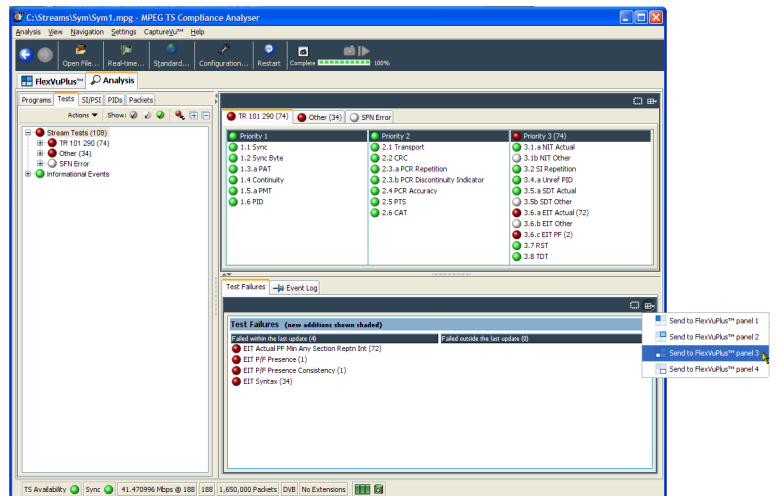 C:\Streams\Sym\Sym1.mpg - MPEG TS Compliance Analyser
Analysis View Navigation Settings CaptureVu™ Help
Open File... Real-time... Standard... Configuration... Restart Complete 100%
FlexVuPlus™ Analysis
Programs Tests SI/PSI PIDs Packets
Actions Show:
Stream Tests (108)
TR 101 290 (74)
Other (34)
SFN Error
Informational Events
TR 101 290 (74) Other (34) SFN Error
Priority 1
1.1 Sync
1.2 Sync Byte
1.3.a PAT
1.4 Continuity
1.5.a PMT
1.6 PID
Priority 2
2.1 Transport
2.2 CRC
2.3.a PCR Repetition
2.3.b PCR Discontinuity Indicator
2.4 PCR Accuracy
2.5 PTS
2.6 CAT
Priority 3 (74)
3.1.a NIT Actual
3.1b NIT Other
3.2 SI Repetition
3.4.a Unref PID
3.5.a SDT Actual
3.5b SDT Other
3.6.a EIT Actual (72)
3.6.b EIT Other
3.6.c EIT PF (2)
3.7 RST
3.8 TDT
Test Failures Event Log
Test Failures (new additions shown shaded)
Failed within the last update (4) Failed outside the last update (0)
EIT Actual PF Min Any Section Reptn Int (72)
EIT P/F Presence (1)
EIT P/F Presence Consistency (1)
EIT Syntax (34)
Send to FlexVuPlus™ panel 1
Send to FlexVuPlus™ panel 2
Send to FlexVuPlus™ panel 3
Send to FlexVuPlus™ panel 4
TS Availability Sync 41.470996 Mbps @ 188 188 1,650,000 Packets DVB No Extensions